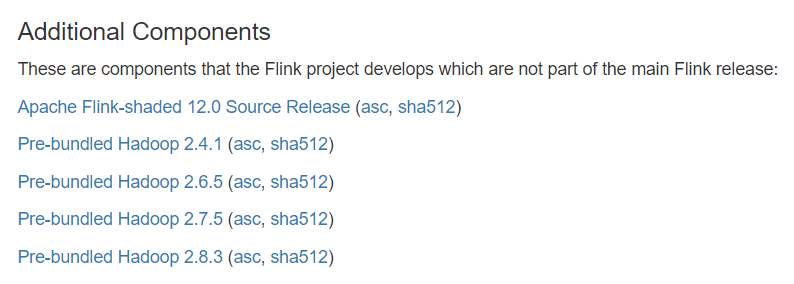 Additional Components
These are components that the Flink project develops which are not part of the main Flink release:
Apache Flink-shaded 12.0 Source Release (asc, sha512)
Pre-bundled Hadoop 2.4.1 (asc, sha512)
Pre-bundled Hadoop 2.6.5 (asc, sha512)
Pre-bundled Hadoop 2.7.5 (asc, sha512)
Pre-bundled Hadoop 2.8.3 (asc, sha512)